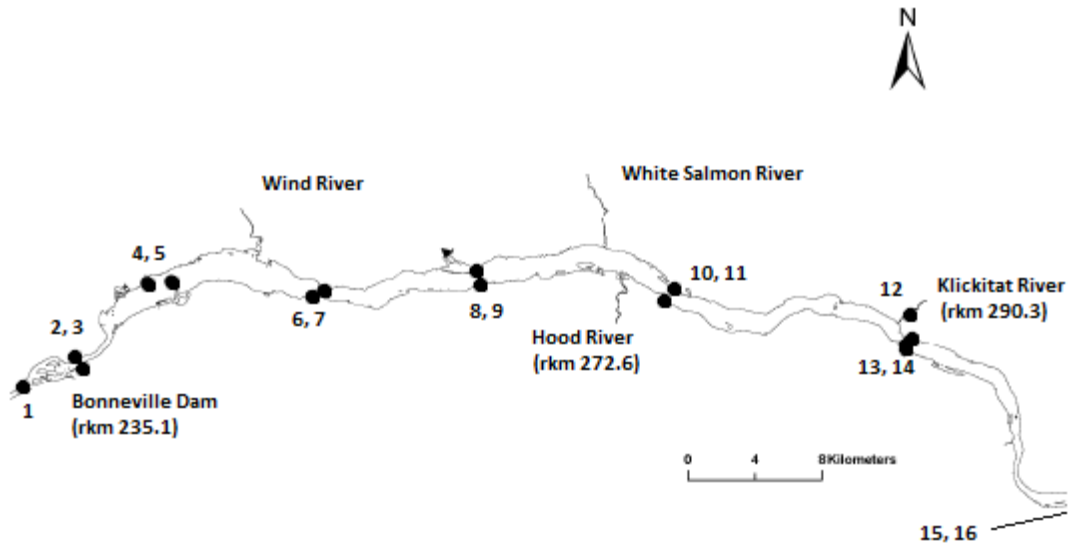 N
Wind River
White Salmon River
4, 5
10, 11
12
Klickitat River
(rkm 290.3)
2, 3
6, 7
8, 9
Hood River
(rkm 272.6)
13, 14
1
Bonneville Dam
(rkm 235.1)
0 4 8Kilometers
15, 16